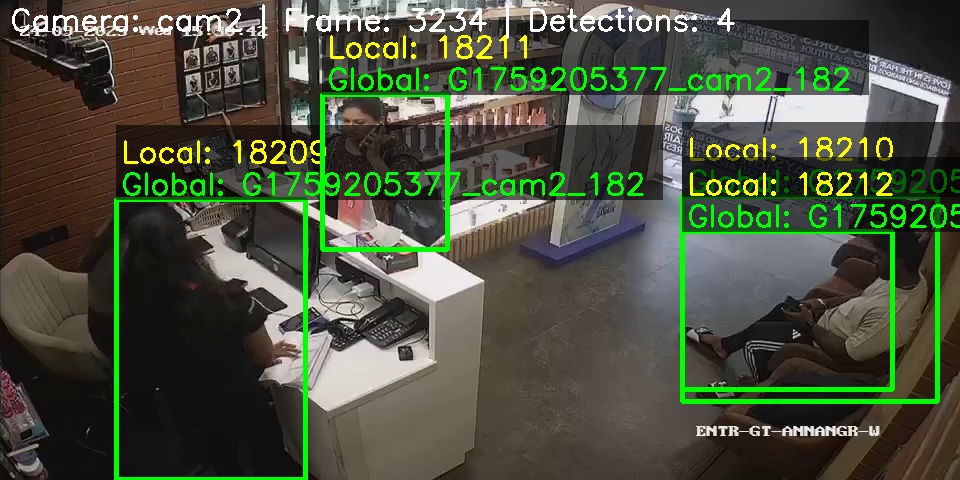 Camera: cam2 | Frame: 3234 | Detections: 4
Local: 18211
Global: G1759205377_cam2_182
Local: 18209
Global: G1759205377_cam2_182
Local: 18210
Local: 18212
Global: G1759205
ENTR-GT-ANNANGR-W